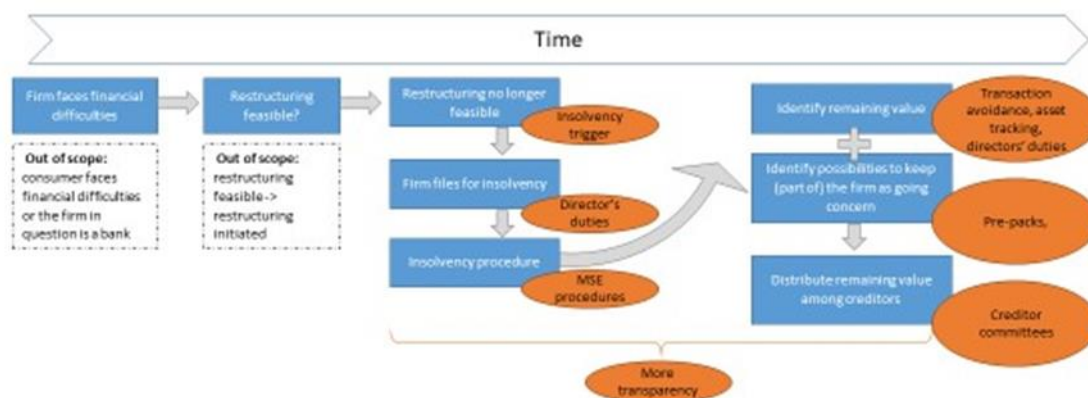 Time
Firm faces financial
difficulties
Out of scope:
consumer faces
financial difficulties
or the firm in
question is a bank
Restructuring
feasible?
Out of scope:
restructuring
feasible ->
restructuring
initiated
Restructuring no longer
feasible
Insolvency
trigger
Firm files for insolvency
Director's
duties
Insolvency procedure
MSE
procedures
Identify remaining value
Transaction
avoidance, asset
tracking,
directors' duties
Identify possibilities to keep
(part of) the firm as going
concern
Pre-packs,
Distribute remaining value
among creditors
Creditor
committees
More
transparency